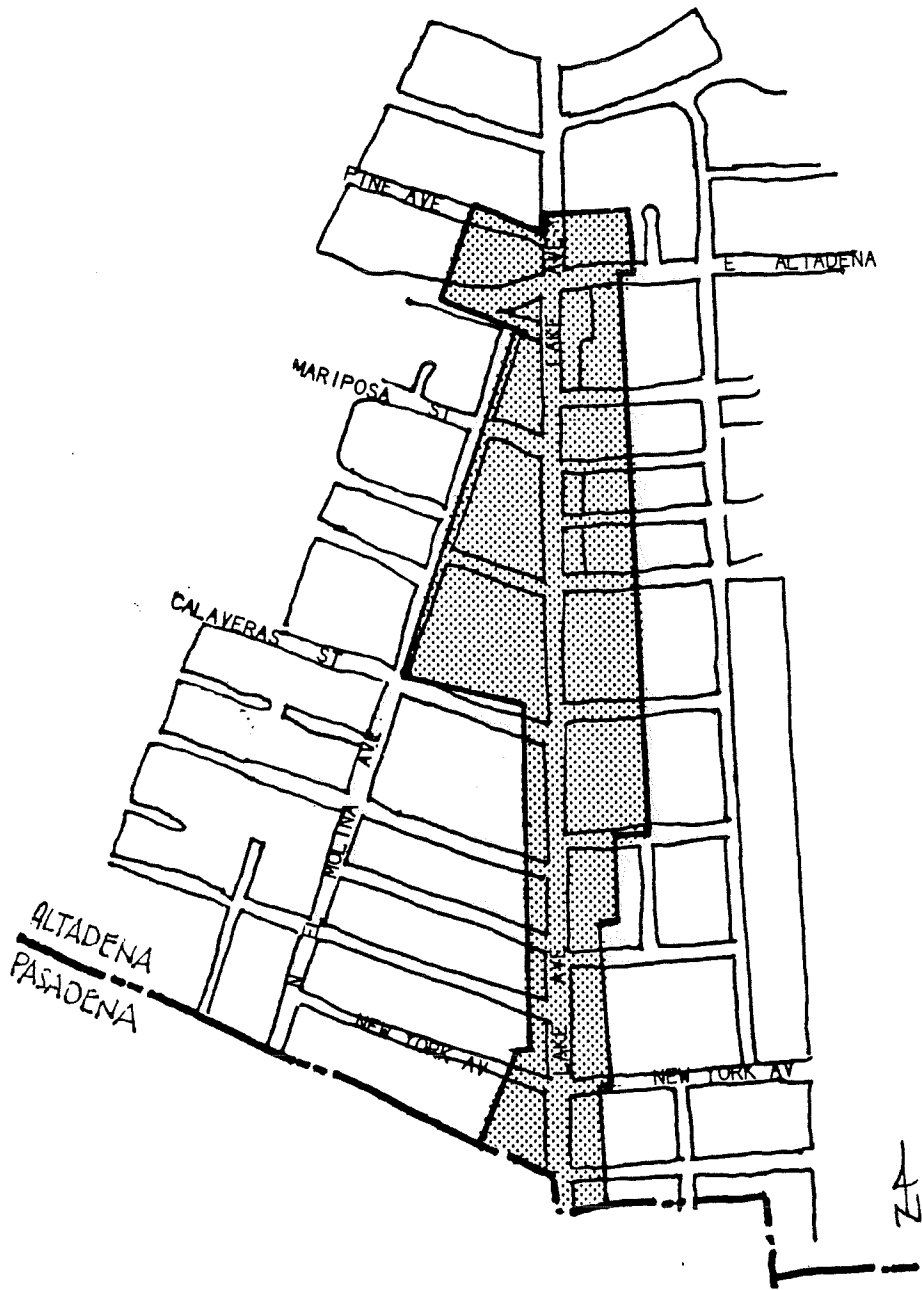 PINE AVE
LAKE AVE
E ALTADENA
MARIPOSA ST
CALAVERAS ST
N EL MOLINA AVE
ALTADENA
PASADENA
LAKE AVE
NEW YORK AV
NEW YORK AV
N